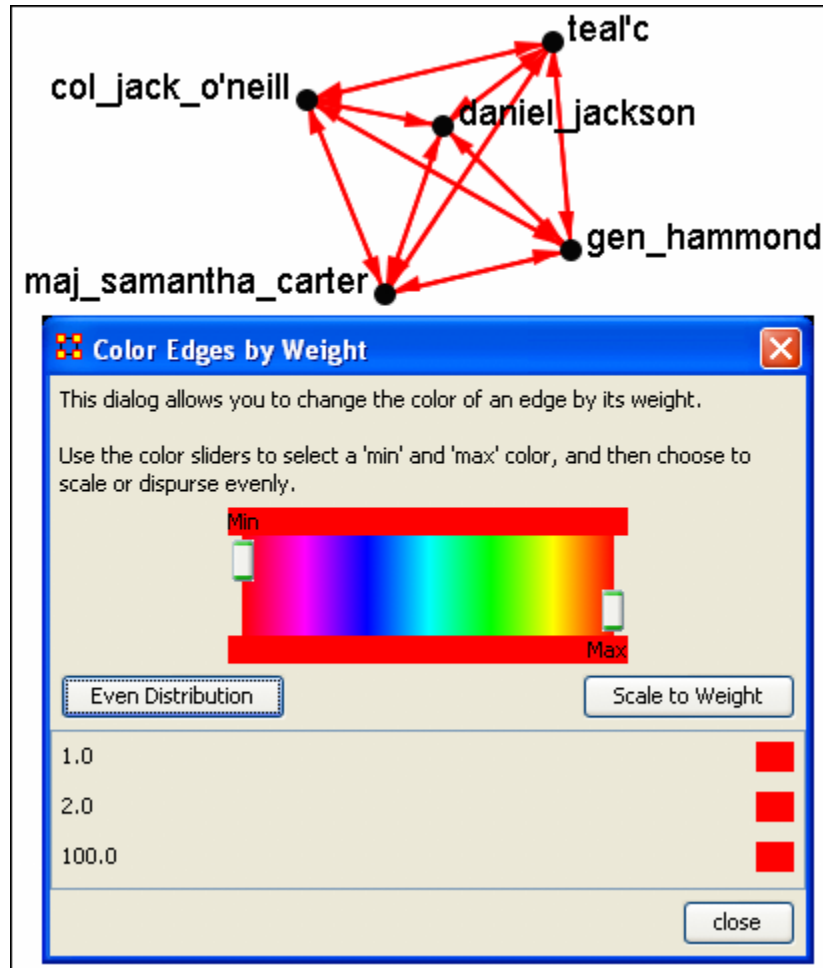 teal'c
col_jack_o'neill
daniel_jackson
gen_hammond
maj_samantha_carter
Color Edges by Weight
This dialog allows you to change the color of an edge by its weight.
Use the color sliders to select a 'min' and 'max' color, and then choose to
scale or dispurse evenly.
Min
Max
Even Distribution
Scale to Weight
1.0
2.0
100.0
close